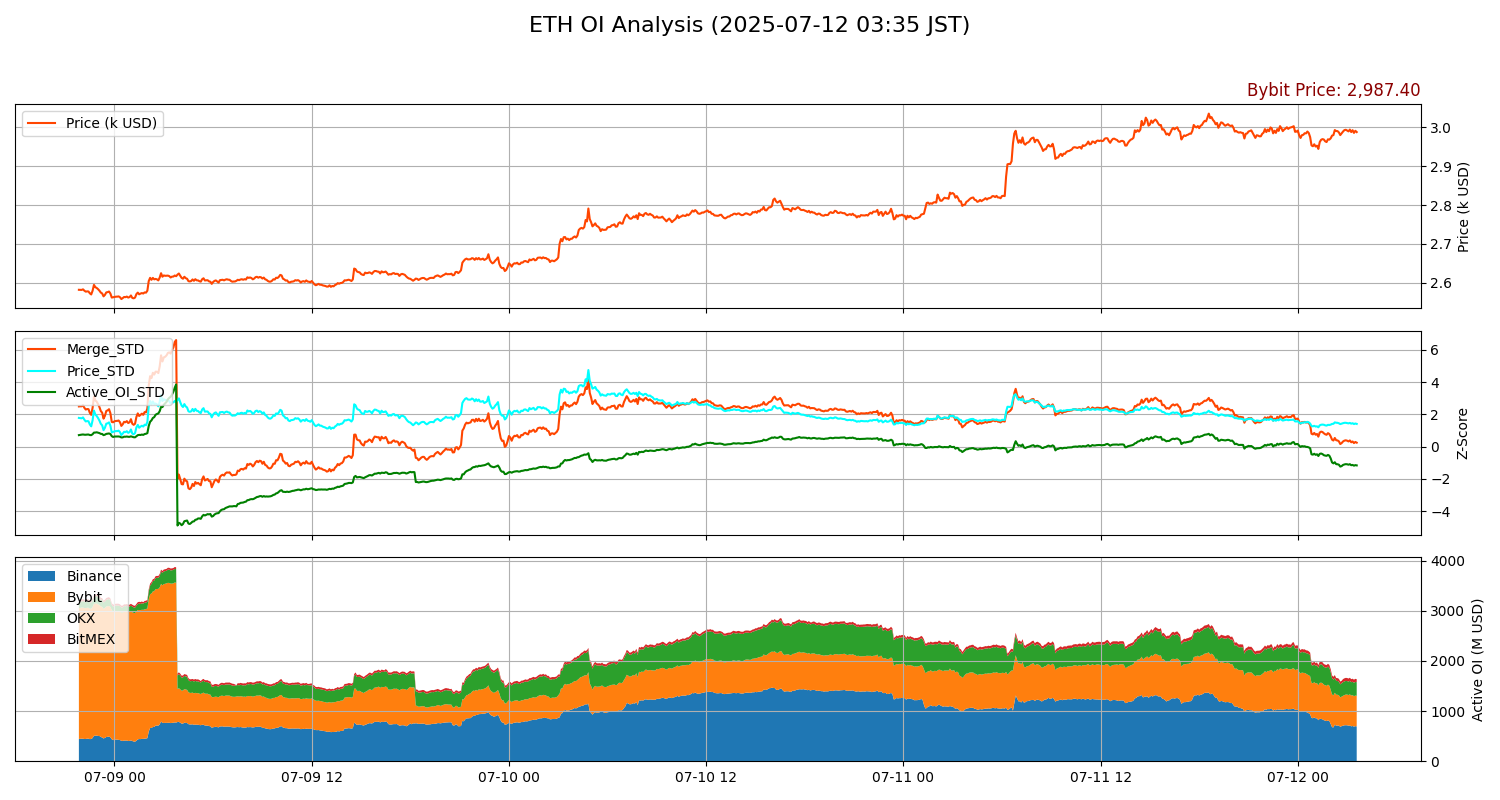 ETH OI Analysis (2025-07-12 03:35 JST)
Bybit Price: 2,987.40
Price (k USD)
3.0
2.9
2.8
2.7
2.6
Price (k USD)
Merge_STD
Price_STD
Active_OI_STD
6
4
2
0
−2
−4
Z-Score
Binance
Bybit
OKX
BitMEX
4000
3000
2000
1000
0
Active OI (M USD)
07-09 00
07-09 12
07-10 00
07-10 12
07-11 00
07-11 12
07-12 00